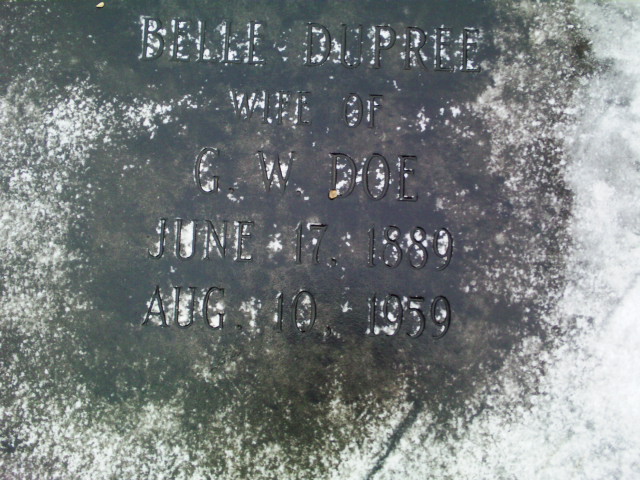 BELLE DUPREE
WIFE OF
G. W. DOE
JUNE 17, 1889
AUG. 10, 1959